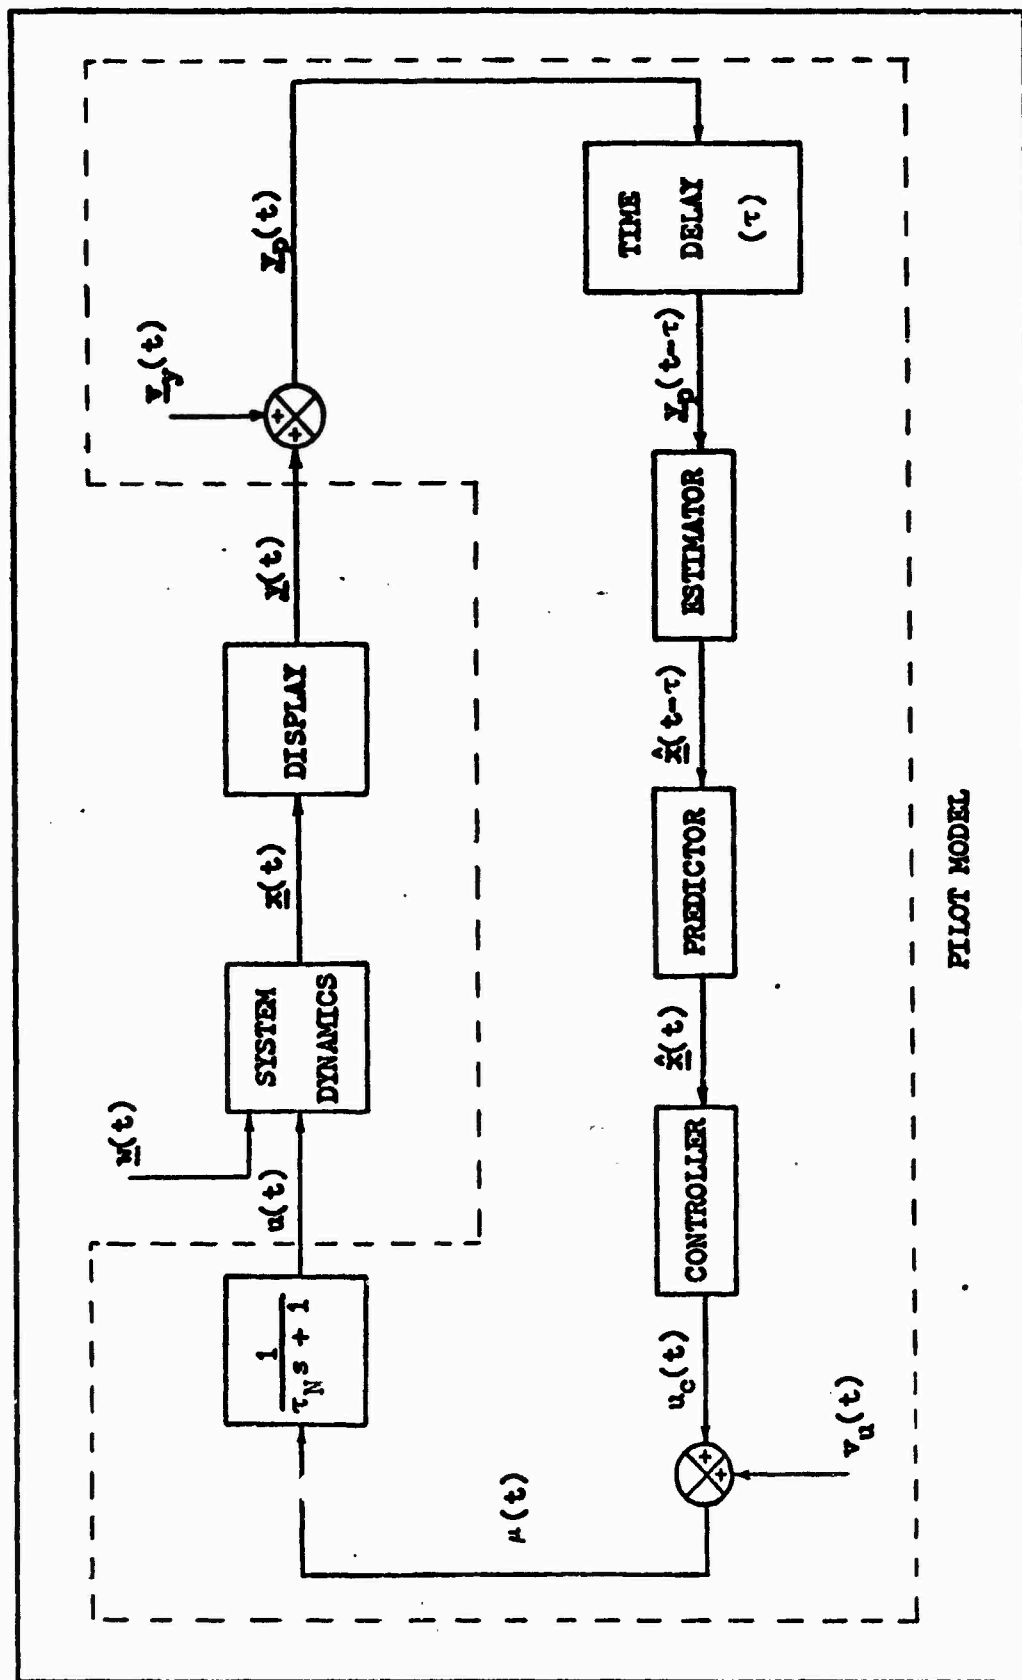 w(t)
v_y(t)
1
τ_N s + 1
u(t)
SYSTEM
DYNAMICS
x(t)
DISPLAY
y(t)
y_p(t)
+
+
μ(t)
u_c(t)
+
+
v_u(t)
CONTROLLER
x̂(t)
PREDICTOR
x̂(t-τ)
ESTIMATOR
y_p(t-τ)
TIME
DELAY
(τ)
PILOT MODEL